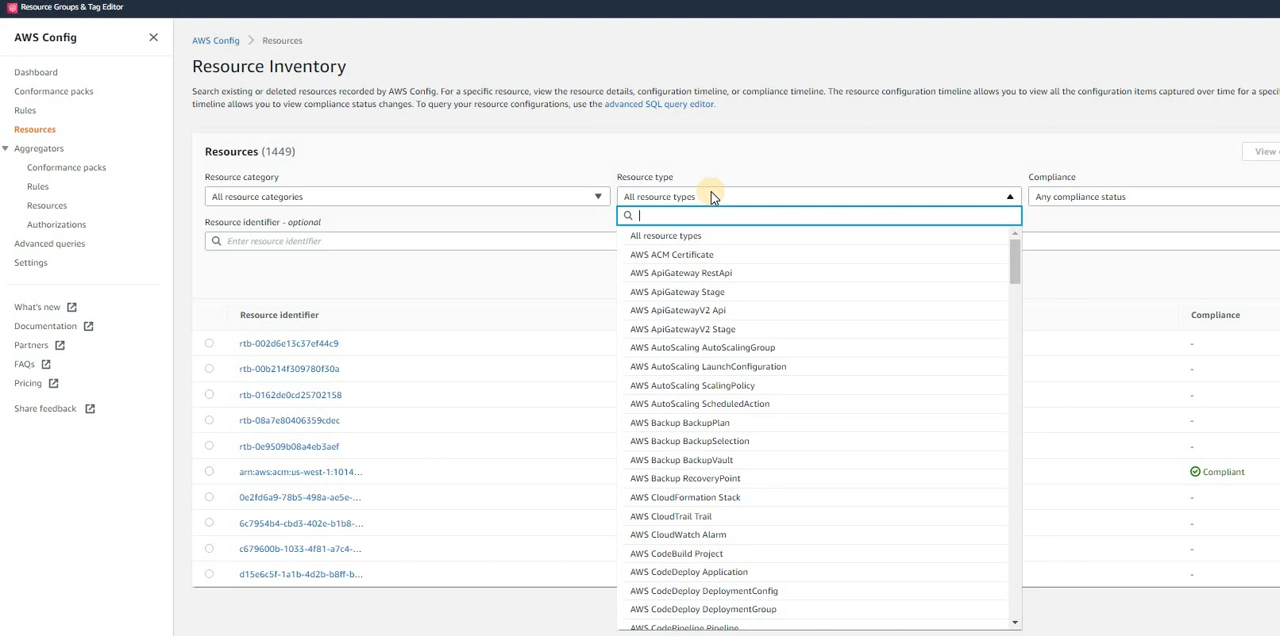 Resource Groups & Tag Editor
AWS Config
Dashboard
Conformance packs
Rules
Resources
Aggregators
Conformance packs
Rules
Resources
Authorizations
Advanced queries
Settings
What's new
Documentation
Partners
FAQs
Pricing
Share feedback
AWS Config > Resources
Resource Inventory
Search existing or deleted resources recorded by AWS Config. For a specific resource, view the resource details, configuration timeline, or compliance timeline. The resource configuration timeline allows you to view all the configuration items captured over time for a speci
timeline allows you to view compliance status changes. To query your resource configurations, use the advanced SQL query editor.
Resources (1449)
View
Resource category
Resource type
Compliance
All resource categories
All resource types
Any compliance status
Resource identifier - optional
Enter resource identifier
All resource types
AWS ACM Certificate
AWS ApiGateway RestApi
AWS ApiGateway Stage
AWS ApiGatewayV2 Api
AWS ApiGatewayV2 Stage
AWS AutoScaling AutoScalingGroup
AWS AutoScaling LaunchConfiguration
AWS AutoScaling ScalingPolicy
AWS AutoScaling ScheduledAction
AWS Backup BackupPlan
AWS Backup BackupSelection
AWS Backup BackupVault
AWS Backup RecoveryPoint
AWS CloudFormation Stack
AWS CloudTrail Trail
AWS CloudWatch Alarm
AWS CodeBuild Project
AWS CodeDeploy Application
AWS CodeDeploy DeploymentConfig
AWS CodeDeploy DeploymentGroup
AWS CodePipeline Pipeline
Resource identifier
Compliance
rtb-002d6e13c37ef44c9
-
rtb-00b214f309780f30a
-
rtb-0162de0cd25702158
-
rtb-08a7e80406359cdec
-
rtb-0e9509b08a4eb3aef
-
arn:aws:acm:us-west-1:1014...
Compliant
0e2fd6a9-78b5-498a-ae5e-...
-
6c7954b4-cbd3-402e-b1b8-...
-
c679600b-1033-4f81-a7c4-...
-
d15e6c5f-1a1b-4d2b-b8ff-b...
-